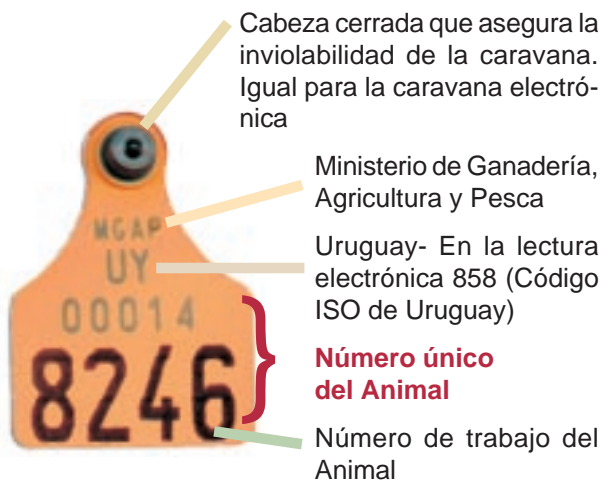 Cabeza cerrada que asegura la
inviolabilidad de la caravana.
Igual para la caravana electró-
nica
Ministerio de Ganadería,
Agricultura y Pesca
Uruguay- En la lectura
electrónica 858 (Código
ISO de Uruguay)
Número único
del Animal
Número de trabajo del
Animal
MGAP
UY
00014
8246